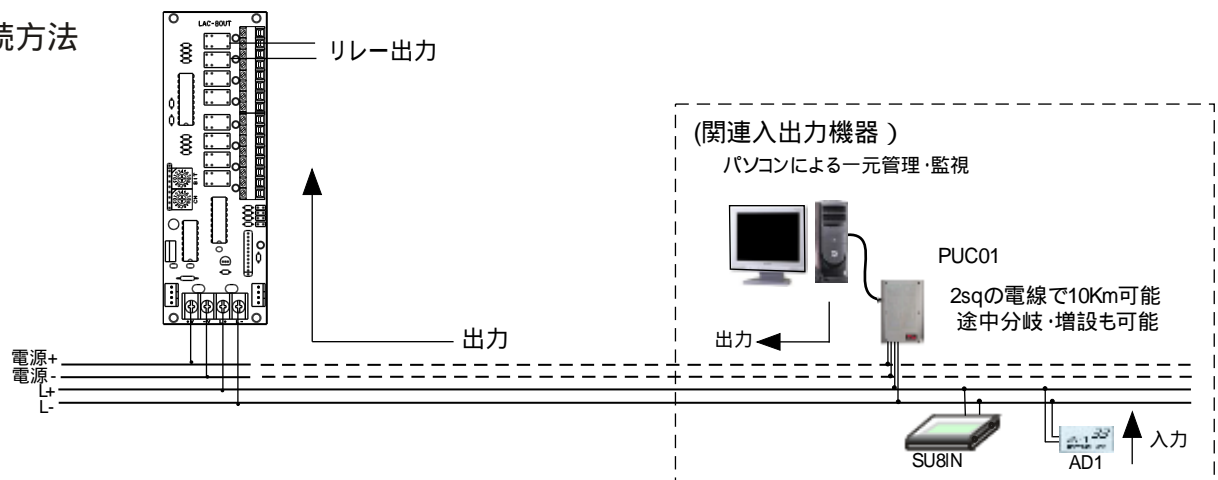 続方法
LAC-8OUT
リレー出力
BIT
CH
(関連入出力機器)
パソコンによる一元管理・監視
PUC01
2sqの電線で10Km可能
途中分岐・増設も可能
出力
出力
電源+
電源-
L+
L-
SU8IN
AD1
入力